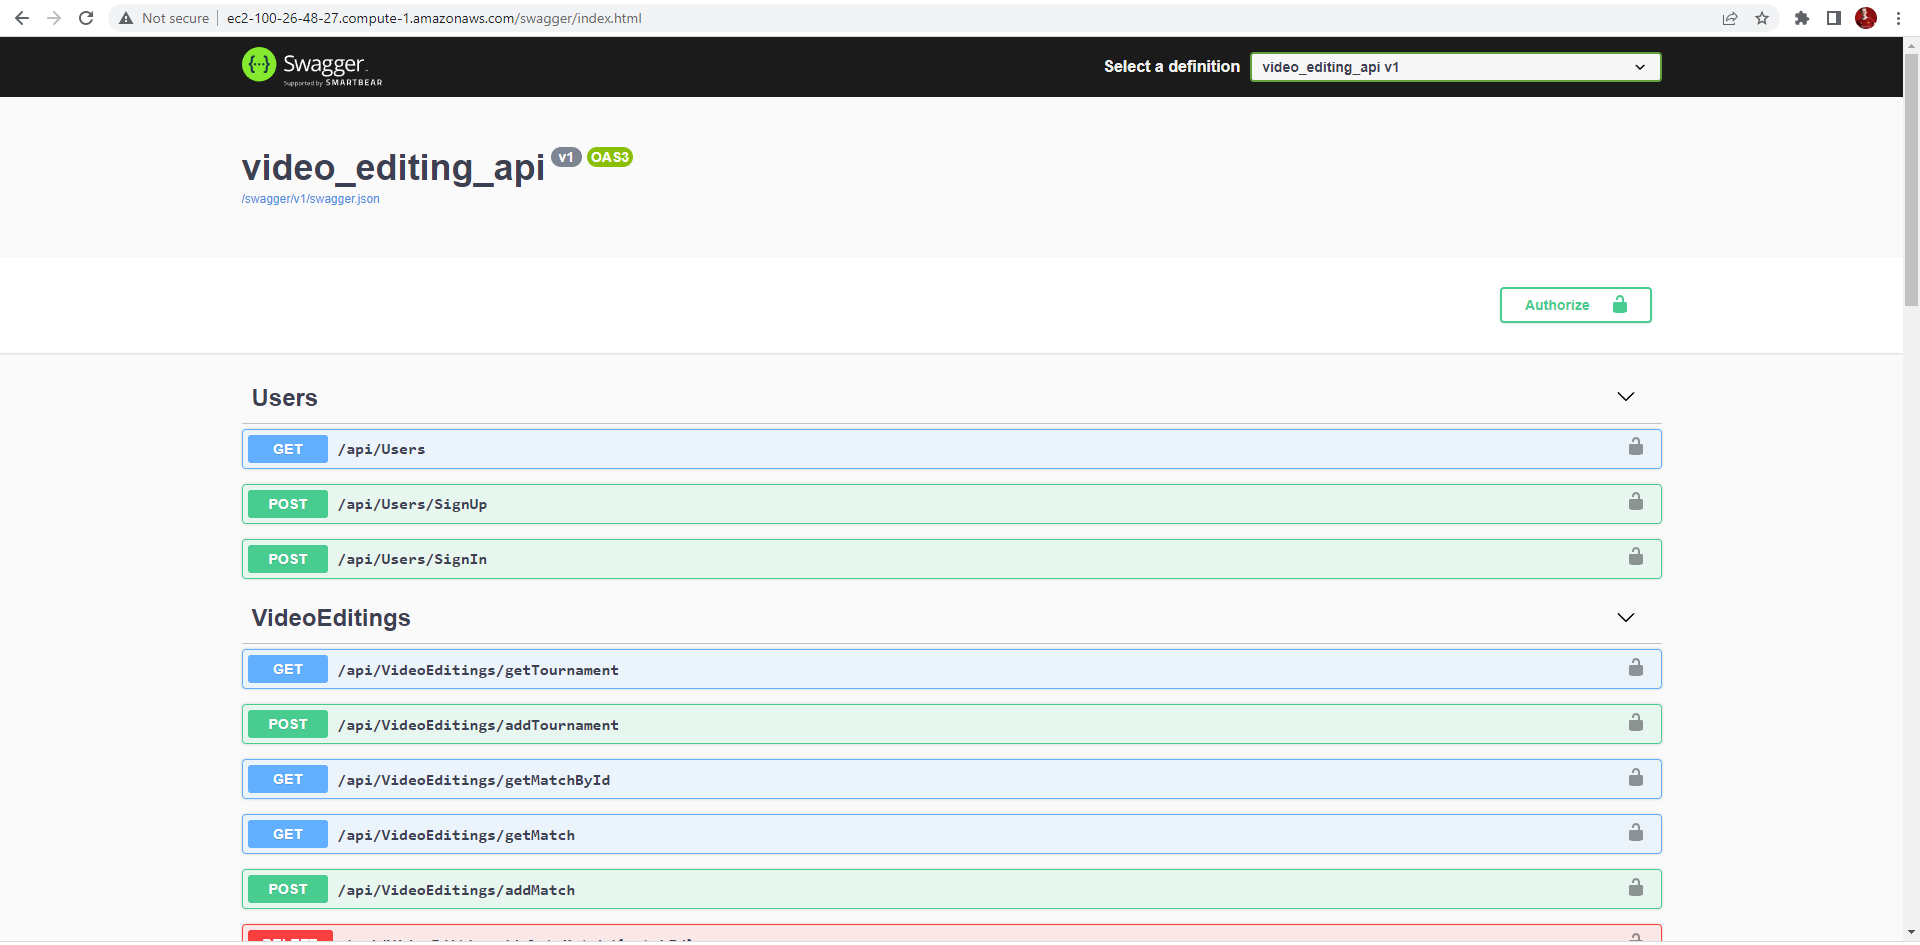 Not secure
ec2-100-26-48-27.compute-1.amazonaws.com/swagger/index.html
Swagger
Supported by SMARTBEAR
Select a definition
video_editing_api v1
video_editing_api v1 OAS3
/swagger/v1/swagger.json
Authorize
Users
GET /api/Users
POST /api/Users/SignUp
POST /api/Users/SignIn
VideoEditings
GET /api/VideoEditings/getTournament
POST /api/VideoEditings/addTournament
GET /api/VideoEditings/getMatchById
GET /api/VideoEditings/getMatch
POST /api/VideoEditings/addMatch
DELETE